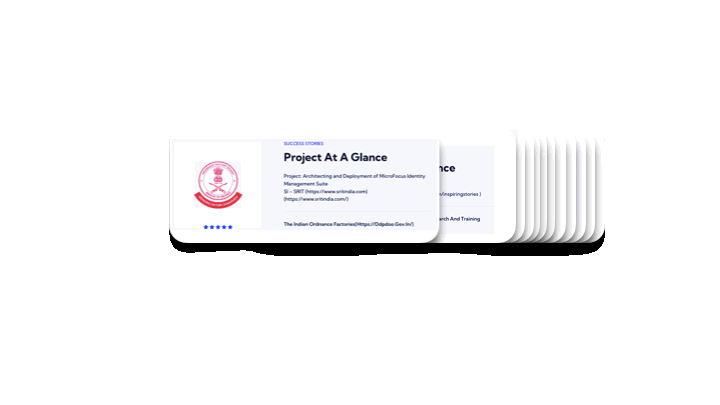 SUCCESS STORIES
Project At A Glance
Project: Architecting and Deployment of MicroFocus Identity
Management Suite
SI – SRIT (https://www.sritindia.com)
(https://www.sritindia.com/)
The Indian Ordnance Factories(Https://Ddpdoo.Gov.In/)
nce
s/inspiringstories )
arch And Training